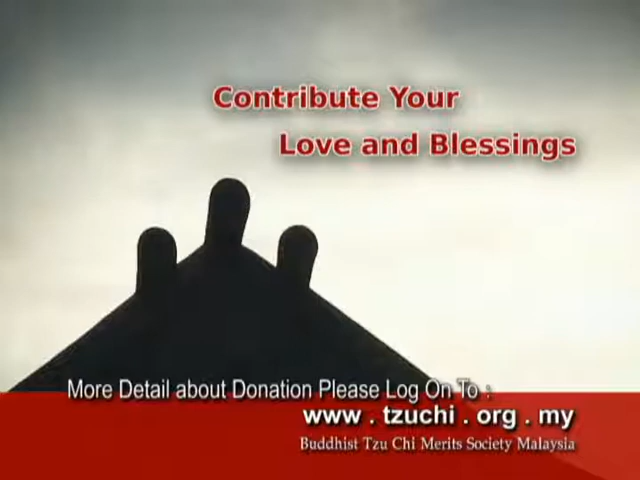 Contribute Your
Love and Blessings
More Detail about Donation Please Log On To :
www . tzuchi . org . my
Buddhist Tzu Chi Merits Society Malaysia